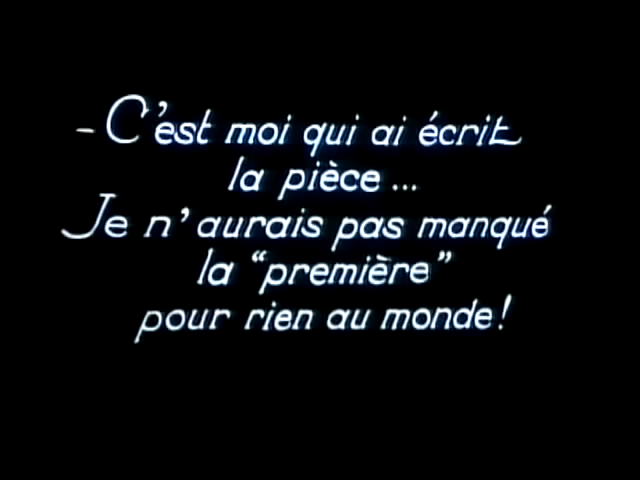 - C'est moi qui ai écrit
la pièce...
Je n'aurais pas manqué
la "première"
pour rien au monde!